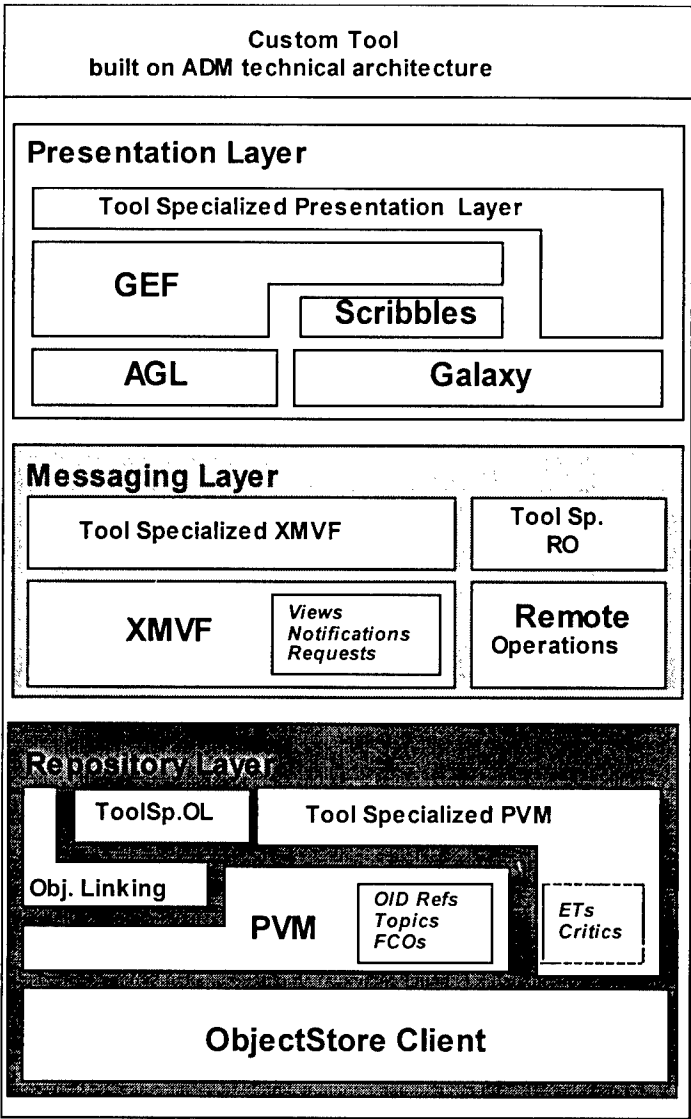 Custom Tool
built on ADM technical architecture
Presentation Layer
Tool Specialized Presentation Layer
GEF
Scribbles
AGL
Galaxy
Messaging Layer
Tool Specialized XMVF
Tool Sp.
RO
XMVF
Views
Notifications
Requests
Remote
Operations
Repository Layer
ToolSp.OL
Tool Specialized PVM
Obj. Linking
PVM
OID Refs
Topics
FCOs
ETs
Critics
ObjectStore Client